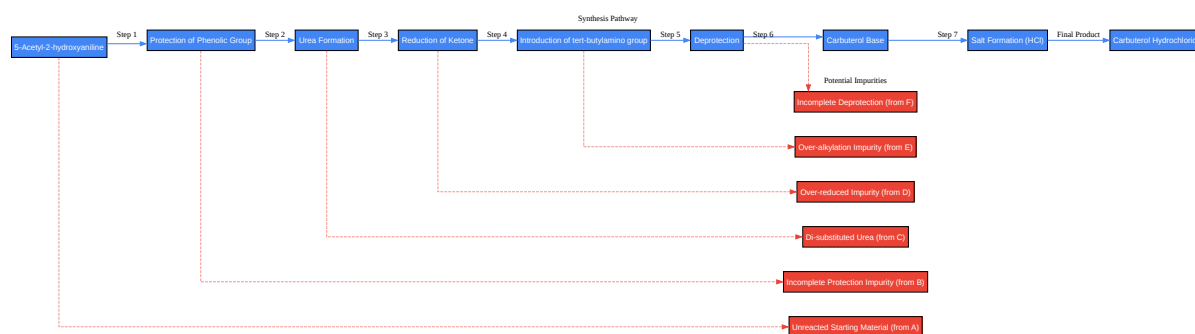 Synthesis Pathway
5-Acetyl-2-hydroxyaniline
Step 1
Protection of Phenolic Group
Step 2
Urea Formation
Step 3
Reduction of Ketone
Step 4
Introduction of tert-butylamino group
Step 5
Deprotection
Step 6
Carbuterol Base
Step 7
Salt Formation (HCl)
Final Product
Carbuterol Hydrochlorid
Potential Impurities
Incomplete Deprotection (from F)
Over-alkylation Impurity (from E)
Over-reduced Impurity (from D)
Di-substituted Urea (from C)
Incomplete Protection Impurity (from B)
Unreacted Starting Material (from A)